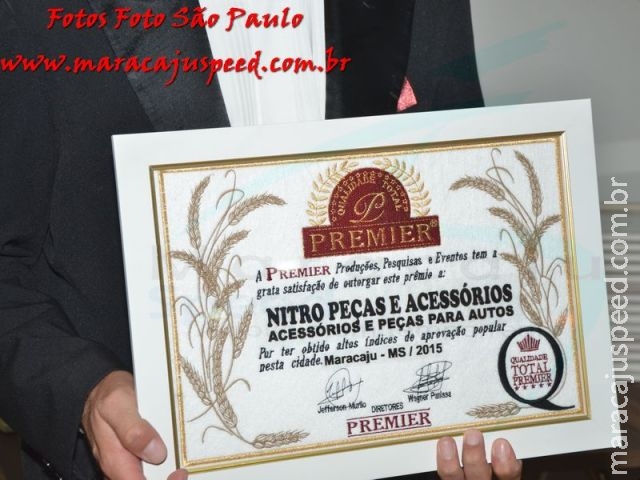 Fotos Foto São Paulo
www.maracajuspeed.com.br
QUALIDADE TOTAL
P
PREMIER®
A PREMIER Produções, Pesquisas e Eventos tem a
grata satisfação de outorgar este prêmio a:
NITRO PEÇAS E ACESSÓRIOS
ACESSÓRIOS E PEÇAS PARA AUTOS
Por ter obtido altos índices de aprovação popular
nesta cidade. Maracaju - MS / 2015
Jefferson Murilo
DIRETORES
Wagner
PREMIER
QUALIDADE
TOTAL
PREMIER
maracajuspeed.com.br